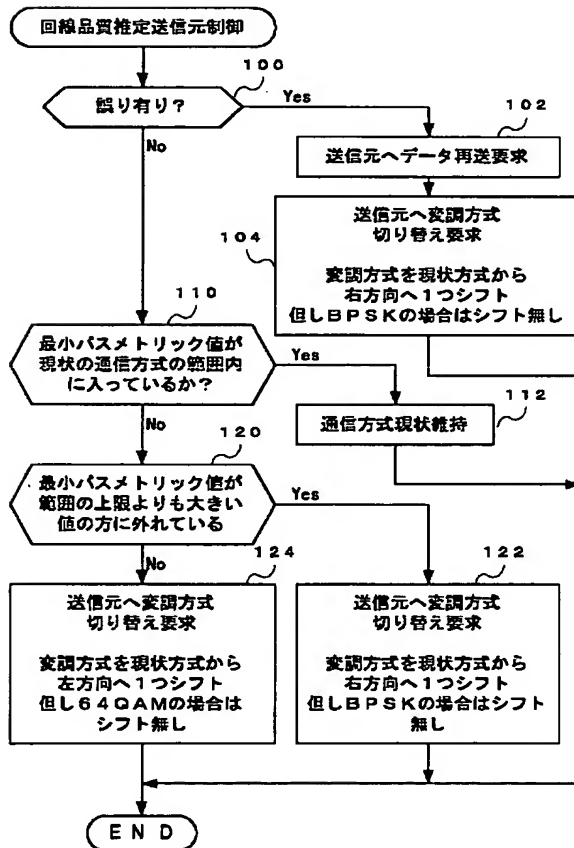 回線品質推定送信元制御
100
誤り有り？
Yes
No
102
送信元へデータ再送要求
104
送信元へ変調方式
切り替え要求
変調方式を現状方式から
右方向へ1つシフト
但しBPSKの場合はシフト無し
110
最小パスメトリック値が
現状の通信方式の範囲内
に入っているか？
Yes
No
112
通信方式現状維持
120
最小パスメトリック値が
範囲の上限よりも大きい
値の方に外れている
Yes
No
124
送信元へ変調方式
切り替え要求
変調方式を現状方式から
左方向へ1つシフト
但し64QAMの場合は
シフト無し
122
送信元へ変調方式
切り替え要求
変調方式を現状方式から
右方向へ1つシフト
但しBPSKの場合はシフト
無し
END